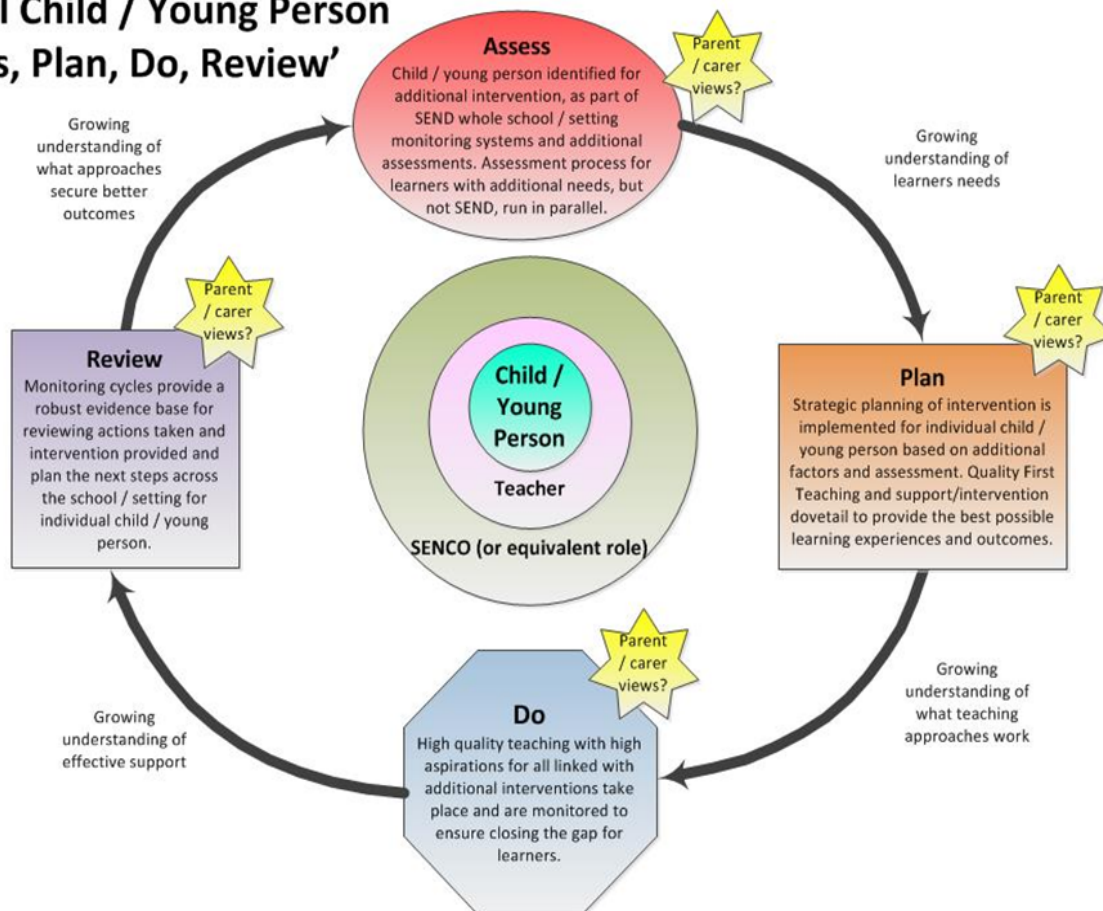 Child / Young Person
Plan, Do, Review’
Assess
Child / young person identified for
additional intervention, as part of
SEND whole school / setting
monitoring systems and additional
assessments. Assessment process for
learners with additional needs, but
not SEND, run in parallel.
Parent
/ carer
views?
Growing
understanding of
learners needs
Parent
/ carer
views?
Plan
Strategic planning of intervention is
implemented for individual child /
young person based on additional
factors and assessment. Quality First
Teaching and support/intervention
dovetail to provide the best possible
learning experiences and outcomes.
Growing
understanding of
what teaching
approaches work
Parent
/ carer
views?
Do
High quality teaching with high
aspirations for all linked with
additional interventions take
place and are monitored to
ensure closing the gap for
learners.
Growing
understanding of
effective support
Parent
/ carer
views?
Review
Monitoring cycles provide a
robust evidence base for
reviewing actions taken and
intervention provided and
plan the next steps across
the school / setting for
individual child / young
person.
Growing
understanding of
what approaches
secure better
outcomes
Child /
Young
Person
Teacher
SENCO (or equivalent role)